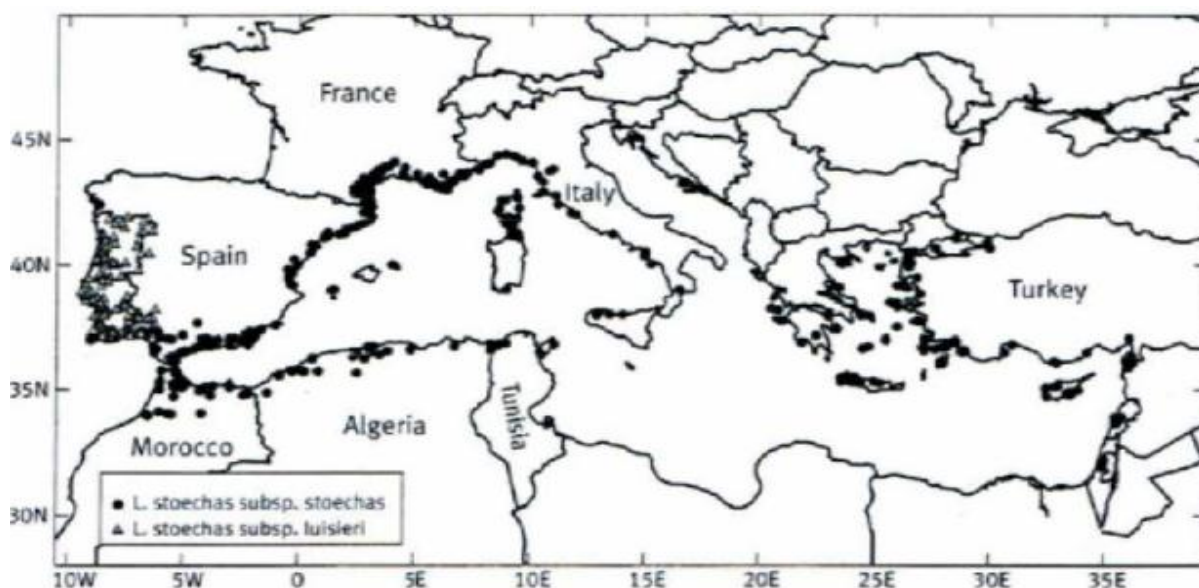 France
45N
Italy
Spain
40N
Turkey
35N
Tunisia
Algeria
Morocco
L. stoechas subsp. stoechas
L. stoechas subsp. luisieri
30N
10W 5W 0 5E 10E 15E 20E 25E 30E 35E